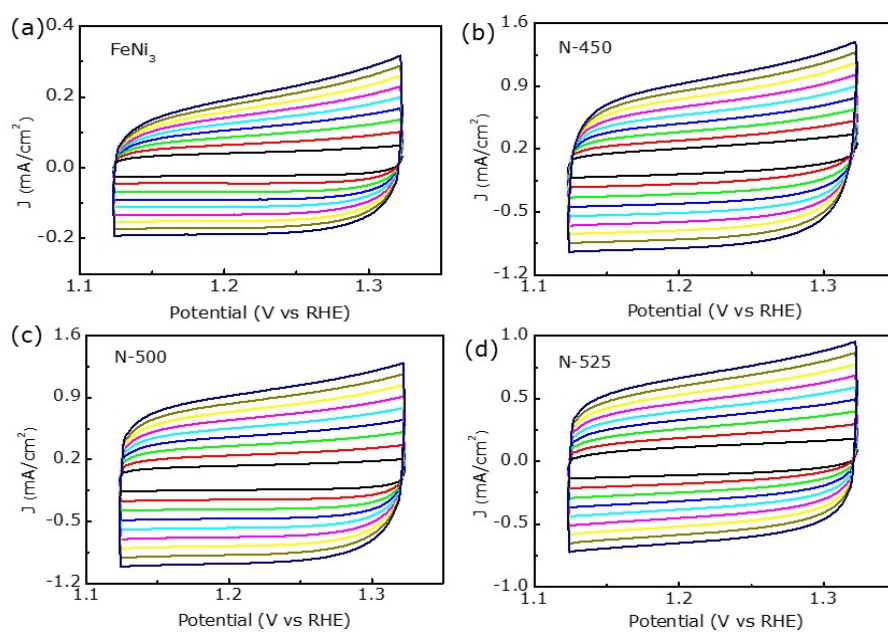 (a)
FeNi3
0.4
0.2
0.0
-0.2
J (mA/cm²)
1.1
1.2
1.3
Potential (V vs RHE)
(b)
N-450
1.6
0.9
0.2
-0.5
-1.2
J (mA/cm²)
1.1
1.2
1.3
Potential (V vs RHE)
(c)
N-500
1.6
0.9
0.2
-0.5
-1.2
J (mA/cm²)
1.1
1.2
1.3
Potential (V vs RHE)
(d)
N-525
1.0
0.5
0.0
-0.5
-1.0
J (mA/cm²)
1.1
1.2
1.3
Potential (V vs RHE)